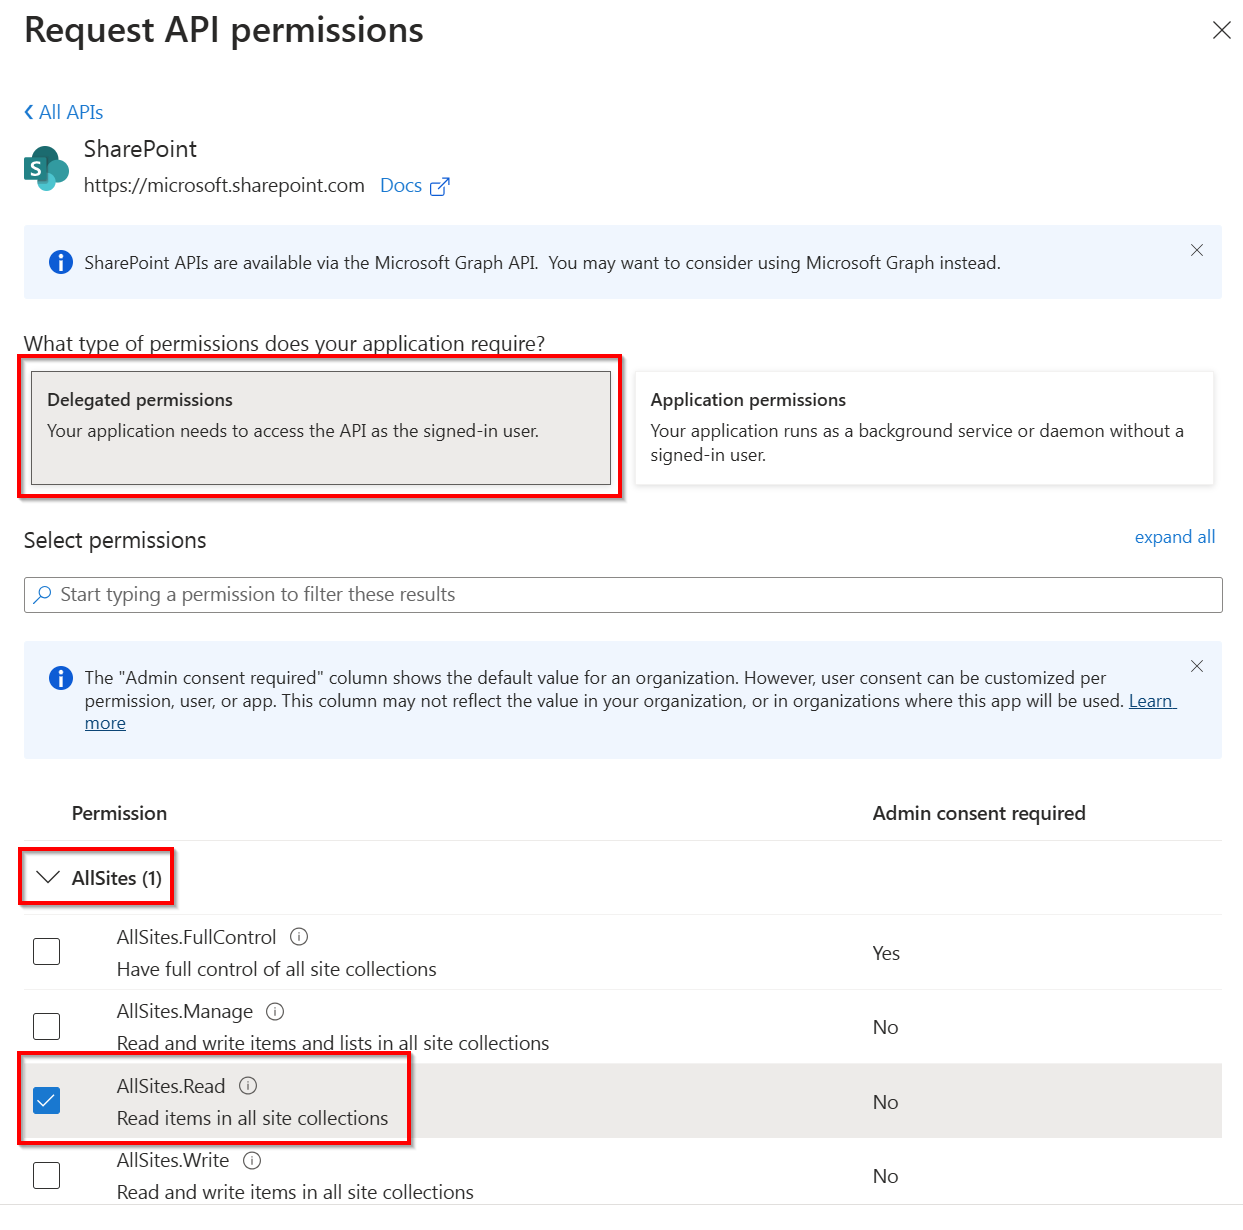 Request API permissions
All APIs
S
SharePoint
https://microsoft.sharepoint.com Docs
SharePoint APIs are available via the Microsoft Graph API. You may want to consider using Microsoft Graph instead.
What type of permissions does your application require?
Delegated permissions
Your application needs to access the API as the signed-in user.
Application permissions
Your application runs as a background service or daemon without a
signed-in user.
Select permissions
expand all
Start typing a permission to filter these results
The "Admin consent required" column shows the default value for an organization. However, user consent can be customized per
permission, user, or app. This column may not reflect the value in your organization, or in organizations where this app will be used. Learn
more
Permission Admin consent required
AllSites (1)
AllSites.FullControl
Have full control of all site collections
Yes
AllSites.Manage
Read and write items and lists in all site collections
No
AllSites.Read
Read items in all site collections
No
AllSites.Write
Read and write items in all site collections
No